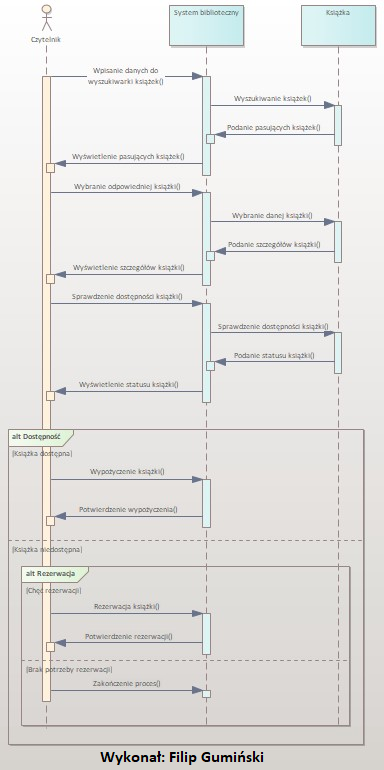 Czytelnik
System biblioteczny
Książka
Wpisanie danych do
wyszukiwarki książek()
Wyszukiwanie książek()
Podanie pasujących książek()
Wyświetlenie pasujących książek()
Wybranie odpowiedniej książki()
Wybranie danej książki()
Podanie szczegółów książki()
Wyświetlenie szczegółów książki()
Sprawdzenie dostępności książki()
Sprawdzenie dostępności książki()
Podanie statusu książki()
Wyświetlenie statusu książki()
alt Dostępność
[Książka dostępna]
Wypożyczenie książki()
Potwierdzenie wypożyczenia()
[Książka niedostępna]
alt Rezerwacja
[Chęć rezerwacji]
Rezerwacja książki()
Potwierdzenie rezerwacji()
[Brak potrzeby rezerwacji]
Zakończenie proces()
Wykonał: Filip Gumiński